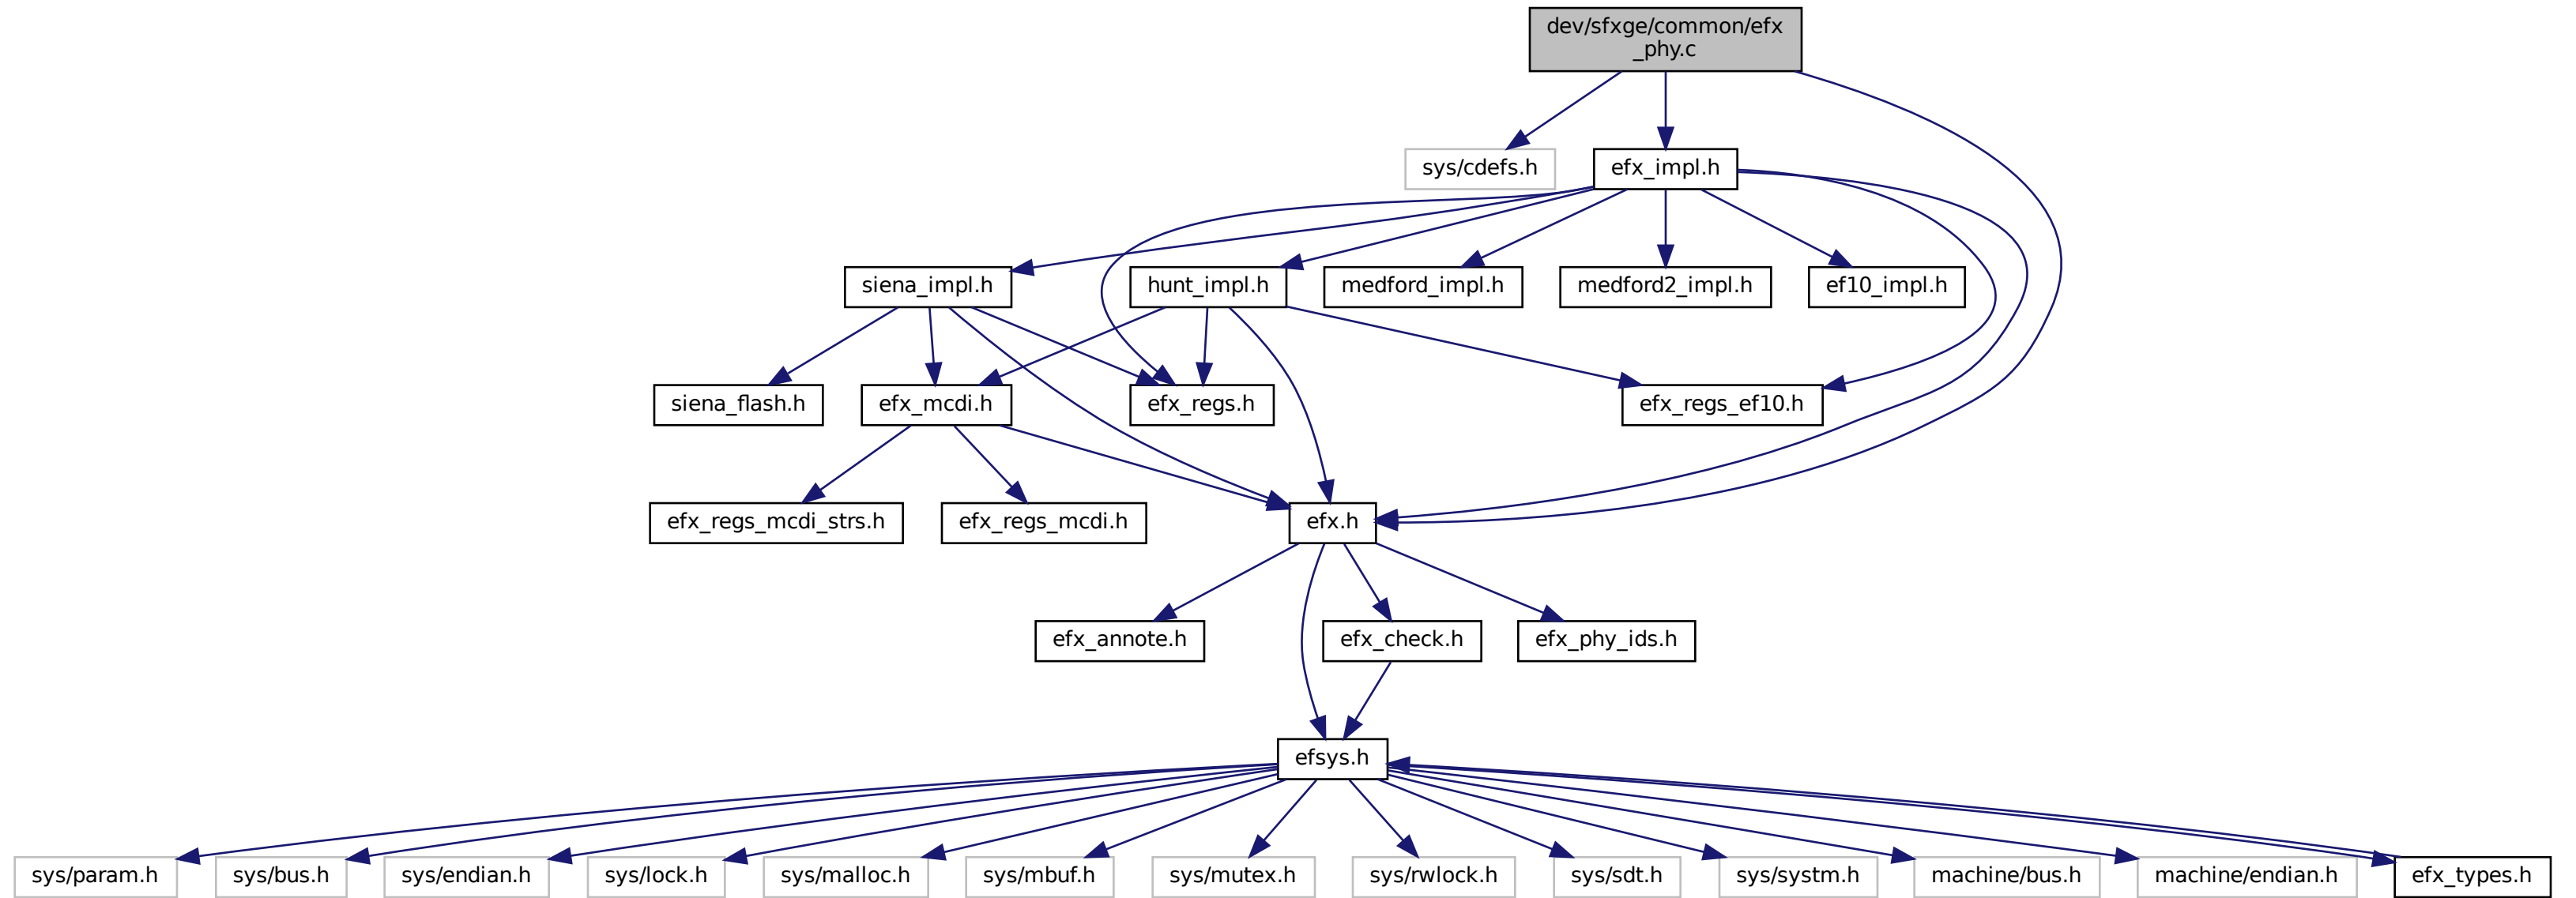 dev/sfxge/common/efx
_phy.c
sys/cdefs.h
efx_impl.h
siena_impl.h
hunt_impl.h
medford_impl.h
medford2_impl.h
ef10_impl.h
siena_flash.h
efx_mcdi.h
efx_regs.h
efx_regs_ef10.h
efx_regs_mcdi_strs.h
efx_regs_mcdi.h
efx.h
efx_annote.h
efx_check.h
efx_phy_ids.h
efsys.h
sys/param.h
sys/bus.h
sys/endian.h
sys/lock.h
sys/malloc.h
sys/mbuf.h
sys/mutex.h
sys/rwlock.h
sys/sdt.h
sys/systm.h
machine/bus.h
machine/endian.h
efx_types.h